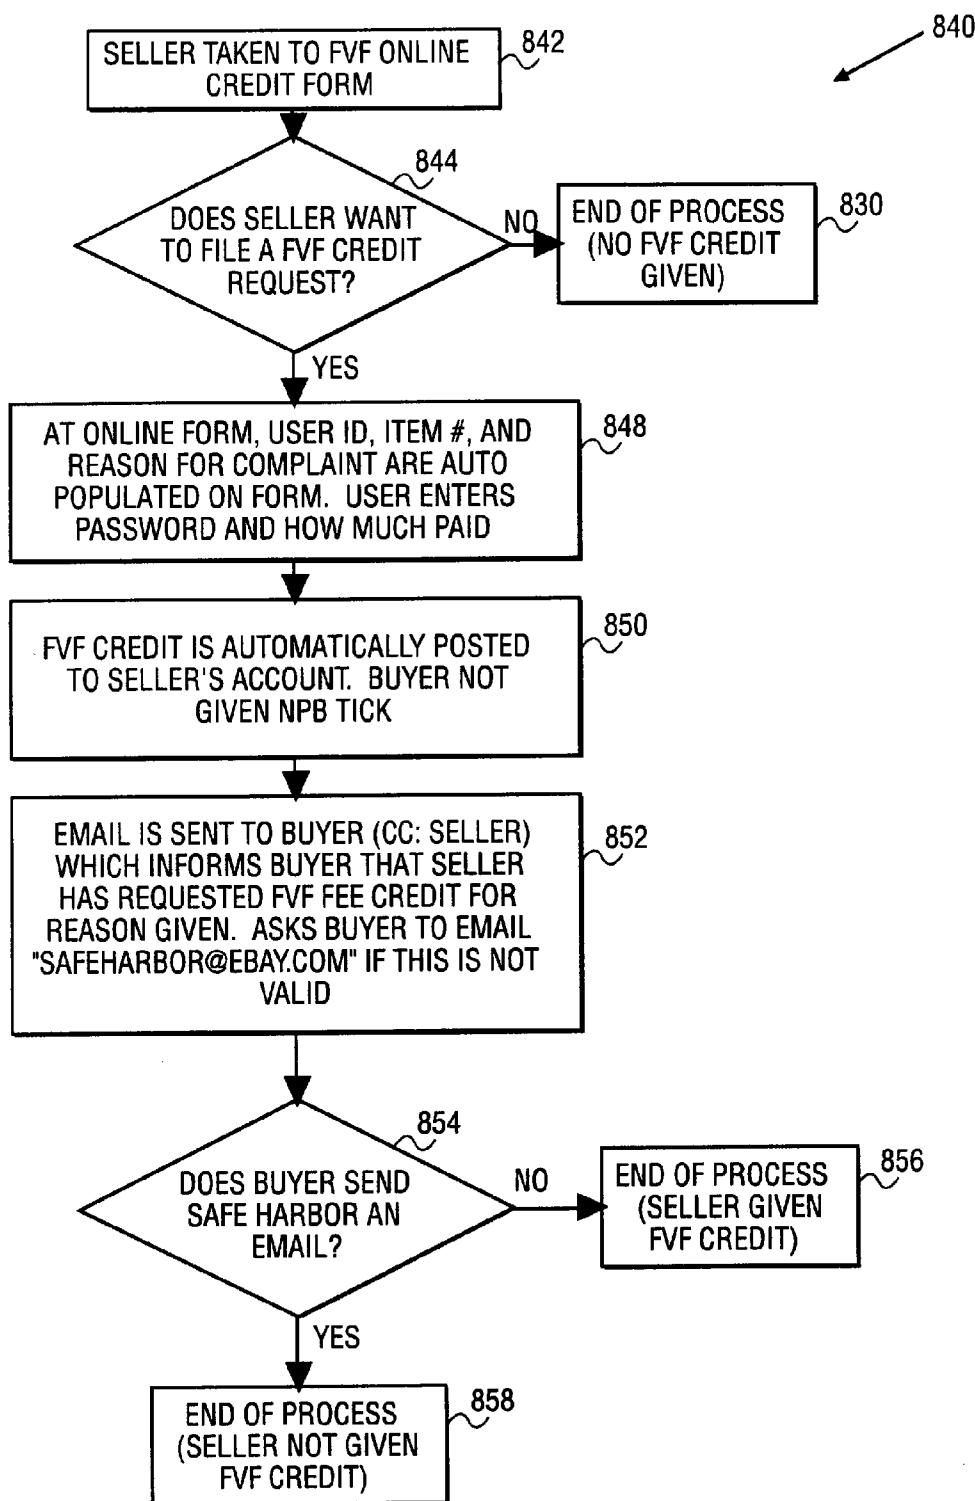 840
SELLER TAKEN TO FVF ONLINE
CREDIT FORM
842
844
DOES SELLER WANT
TO FILE A FVF CREDIT
REQUEST?
NO
END OF PROCESS
(NO FVF CREDIT
GIVEN)
830
YES
AT ONLINE FORM, USER ID, ITEM #, AND
REASON FOR COMPLAINT ARE AUTO
POPULATED ON FORM. USER ENTERS
PASSWORD AND HOW MUCH PAID
848
FVF CREDIT IS AUTOMATICALLY POSTED
TO SELLER'S ACCOUNT. BUYER NOT
GIVEN NPB TICK
850
EMAIL IS SENT TO BUYER (CC: SELLER)
WHICH INFORMS BUYER THAT SELLER
HAS REQUESTED FVF FEE CREDIT FOR
REASON GIVEN. ASKS BUYER TO EMAIL
"SAFEHARBOR@EBAY.COM" IF THIS IS NOT
VALID
852
854
DOES BUYER SEND
SAFE HARBOR AN
EMAIL?
NO
END OF PROCESS
(SELLER GIVEN
FVF CREDIT)
856
YES
END OF PROCESS
(SELLER NOT GIVEN
FVF CREDIT)
858